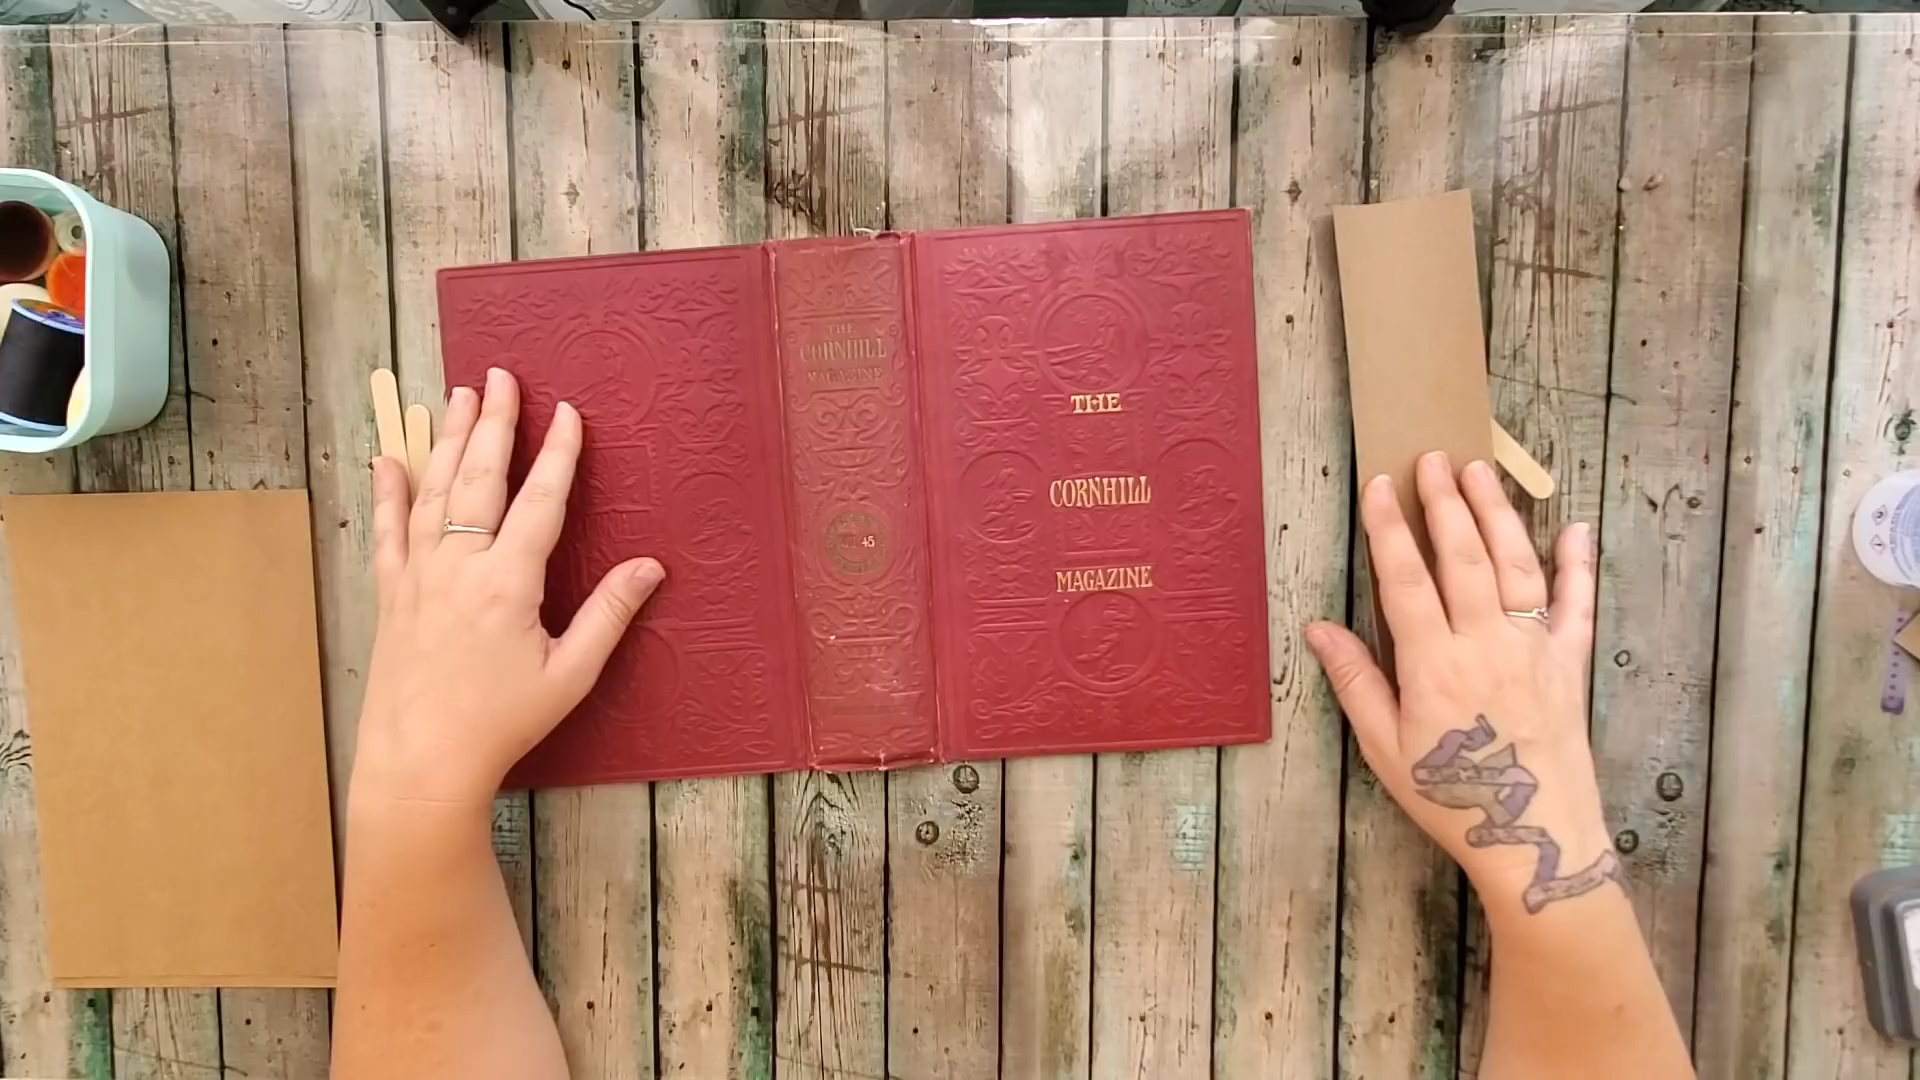 THE
CORNHILL
MAGAZINE
45
THE
CORNHILL
MAGAZINE